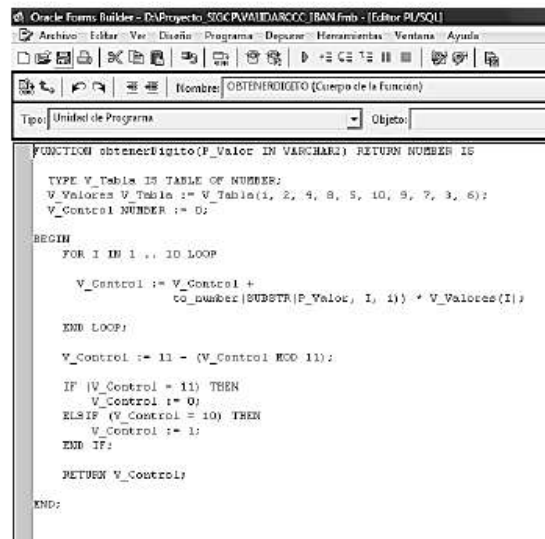 Oracle Forms Builder - D:\Proyecto_SIGCP\VALIDARCCC_IBAN.fmb - [Editor PL/SQL]
Archivo Editar Ver Diseño Programa Depurar Herramientas Ventana Ayuda
Nombre: OBTENERDIGITO (Cuerpo de la Función)
Tipo: Unidad de Programa Objeto:
FUNCTION obtenerDigito(P_Valor IN VARCHAR2) RETURN NUMBER IS
TYPE V_Tabla IS TABLE OF NUMBER;
V_Valores V_Tabla := V_Tabla(1, 2, 4, 8, 5, 10, 9, 7, 3, 6);
V_Control NUMBER := 0;
BEGIN
FOR I IN 1 .. 10 LOOP
V_Control := V_Control +
to_number(SUBSTR(P_Valor, I, 1)) * V_Valores(I);
END LOOP;
V_Control := 11 - (V_Control MOD 11);
IF (V_Control = 11) THEN
V_Control := 0;
ELSIF (V_Control = 10) THEN
V_Control := 1;
END IF;
RETURN V_Control;
END;